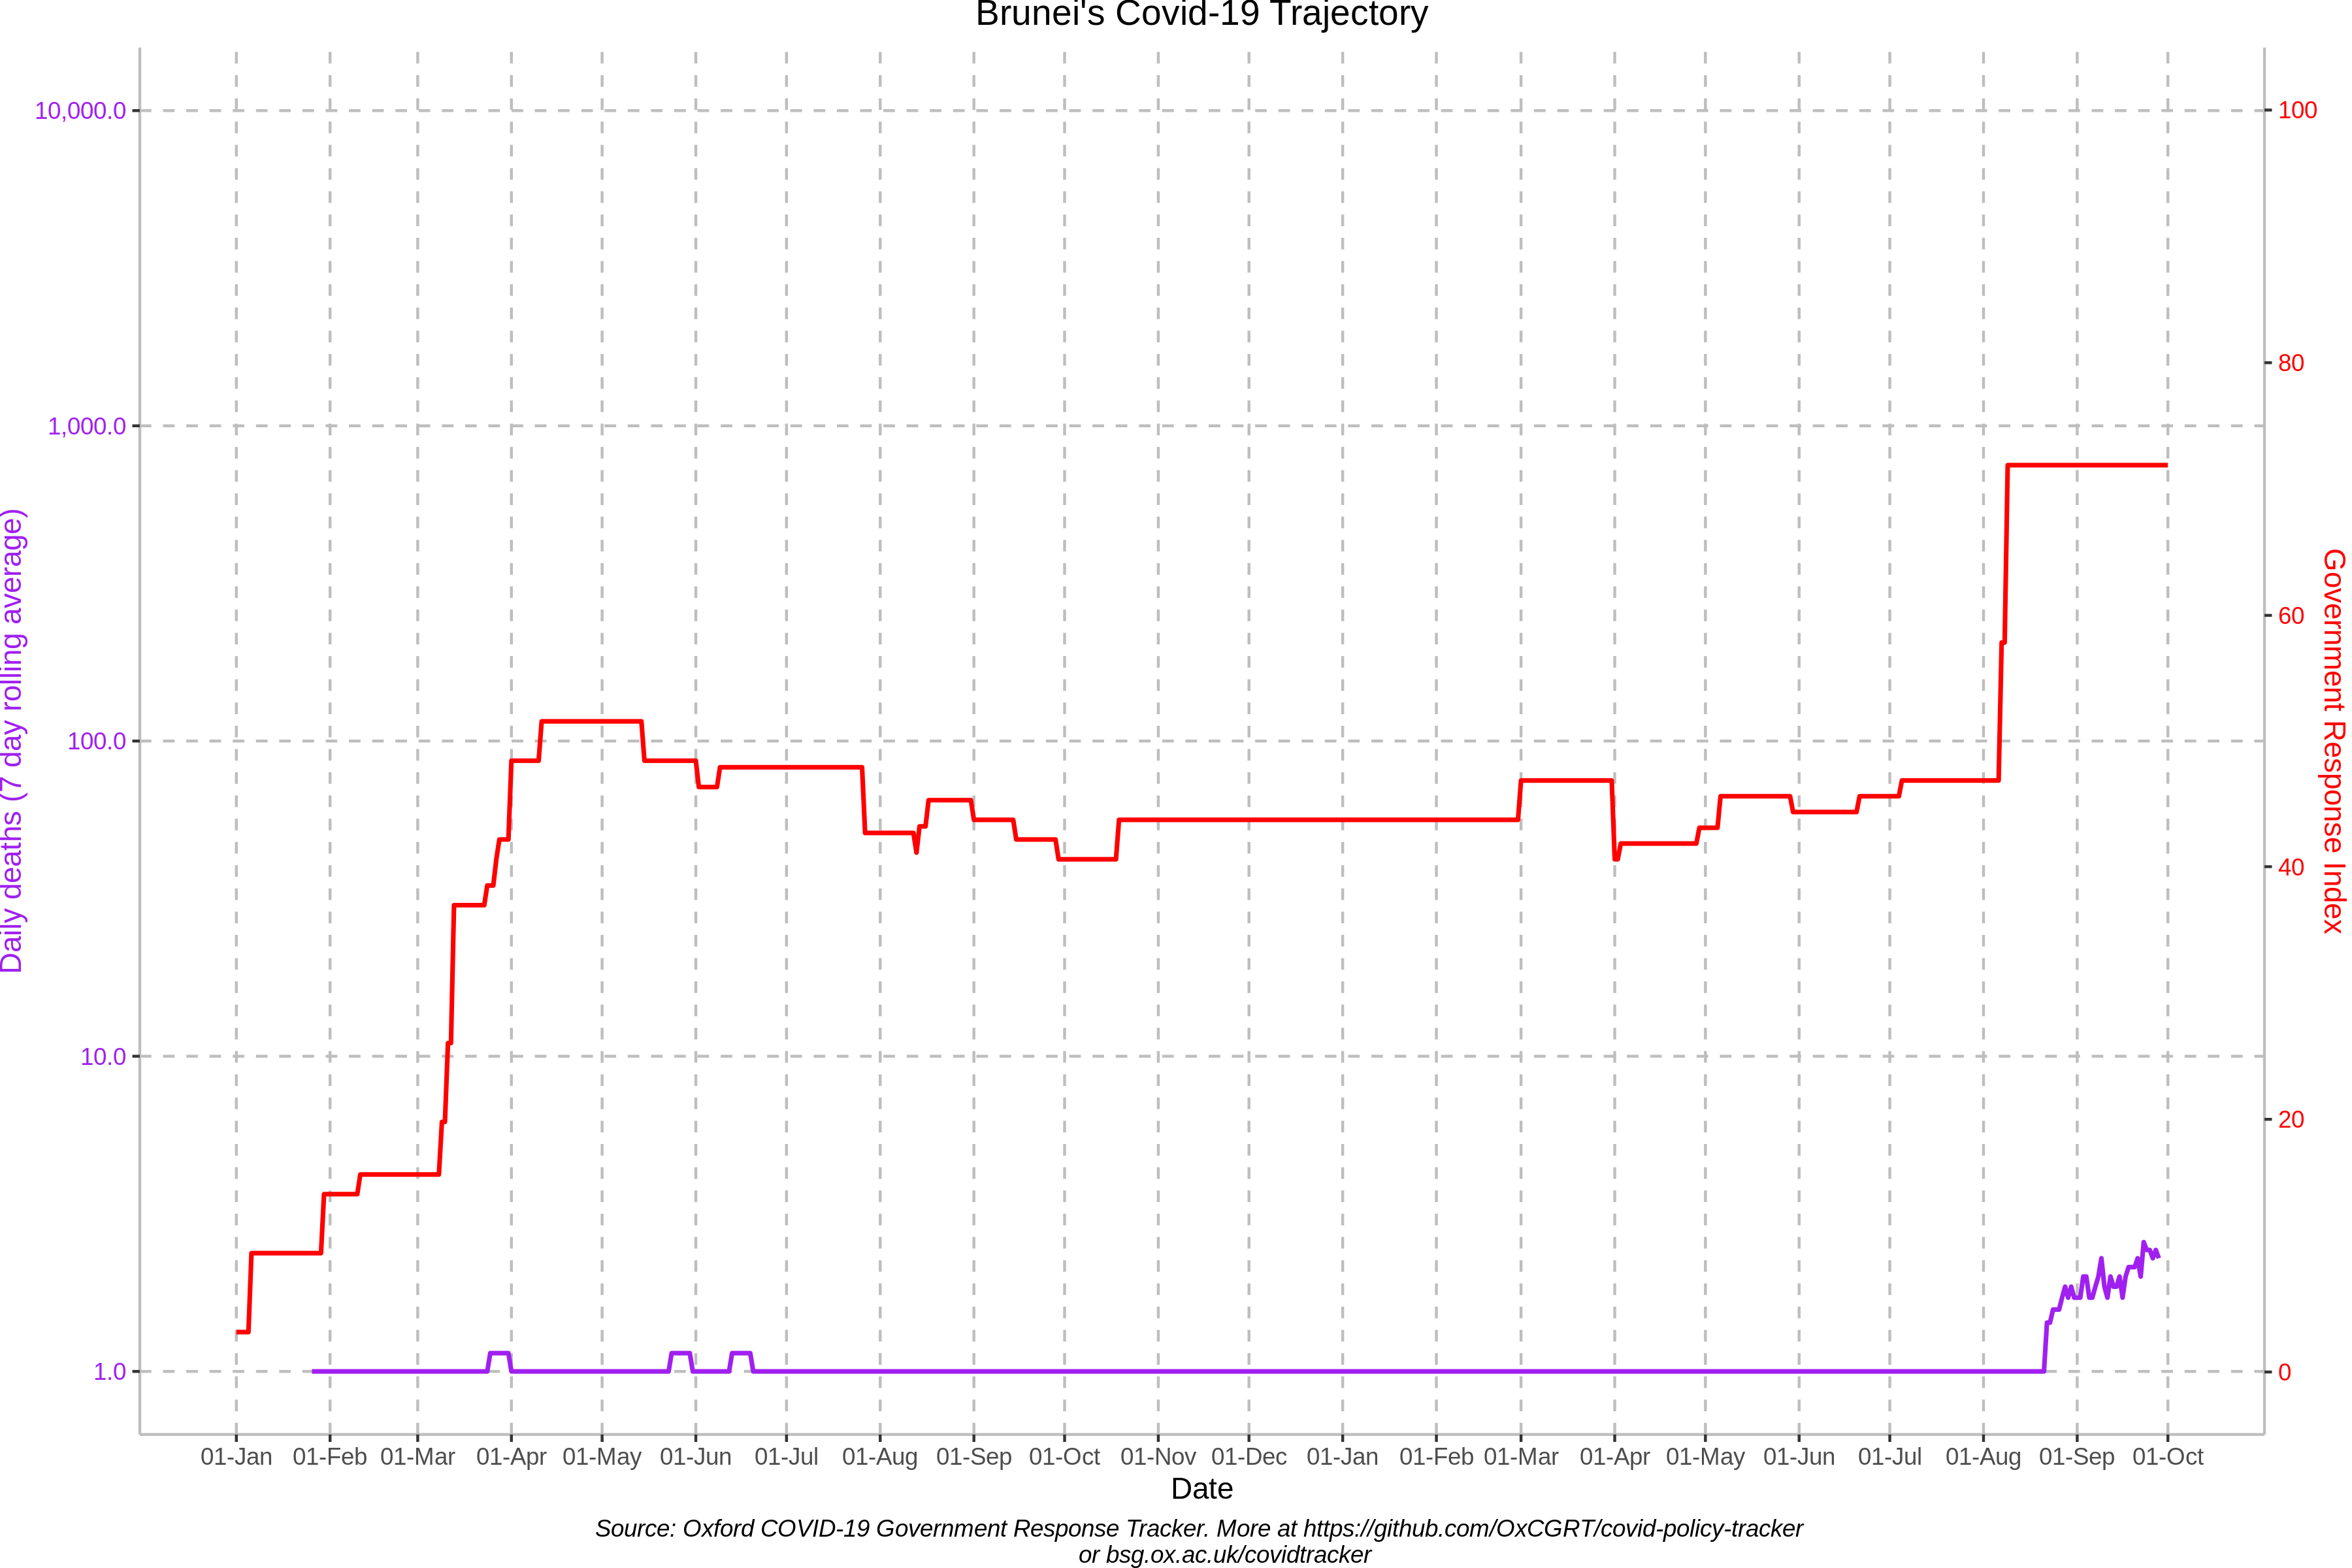 Brunei's Covid-19 Trajectory
10,000.0
1,000.0
100.0
10.0
1.0
Daily deaths (7 day rolling average)
100
80
60
40
20
0
Government Response Index
01-Jan 01-Feb 01-Mar 01-Apr 01-May 01-Jun 01-Jul 01-Aug 01-Sep 01-Oct 01-Nov 01-Dec 01-Jan 01-Feb 01-Mar 01-Apr 01-May 01-Jun 01-Jul 01-Aug 01-Sep 01-Oct
Date
Source: Oxford COVID-19 Government Response Tracker. More at https://github.com/OxCGRT/covid-policy-tracker
or bsg.ox.ac.uk/covidtracker